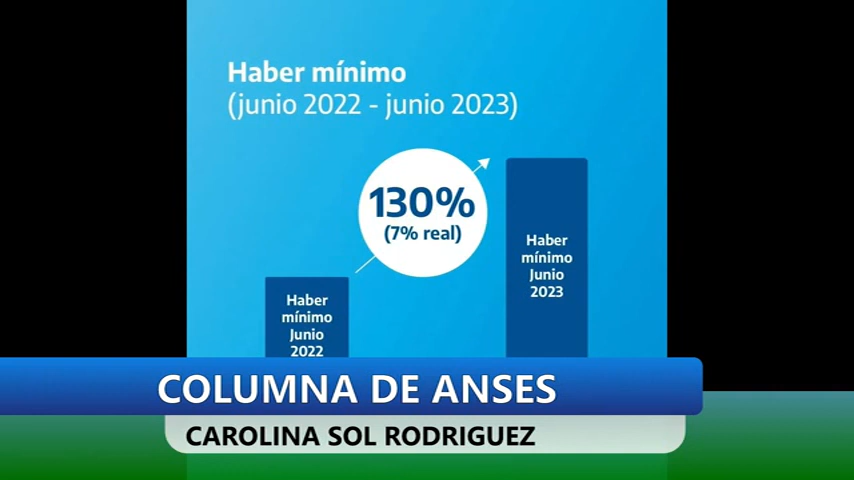 Haber mínimo
(junio 2022 - junio 2023)
130%
(7% real)
Haber
mínimo
Junio
2023
Haber
mínimo
Junio
2022
COLUMNA DE ANSES
CAROLINA SOL RODRIGUEZ